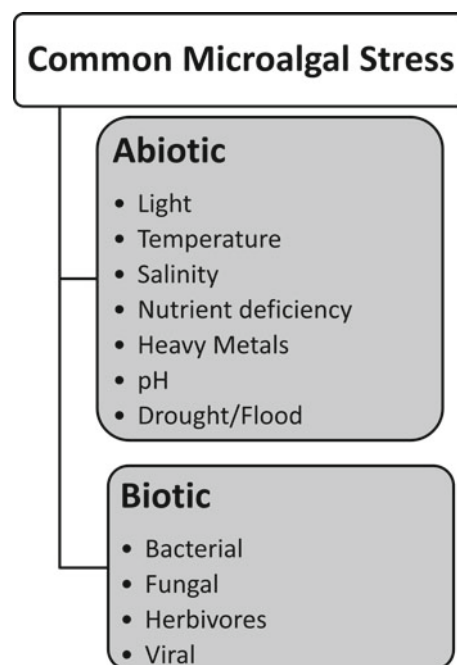 Common Microalgal Stress
Abiotic
• Light
• Temperature
• Salinity
• Nutrient deficiency
• Heavy Metals
• pH
• Drought/Flood
Biotic
• Bacterial
• Fungal
• Herbivores
• Viral